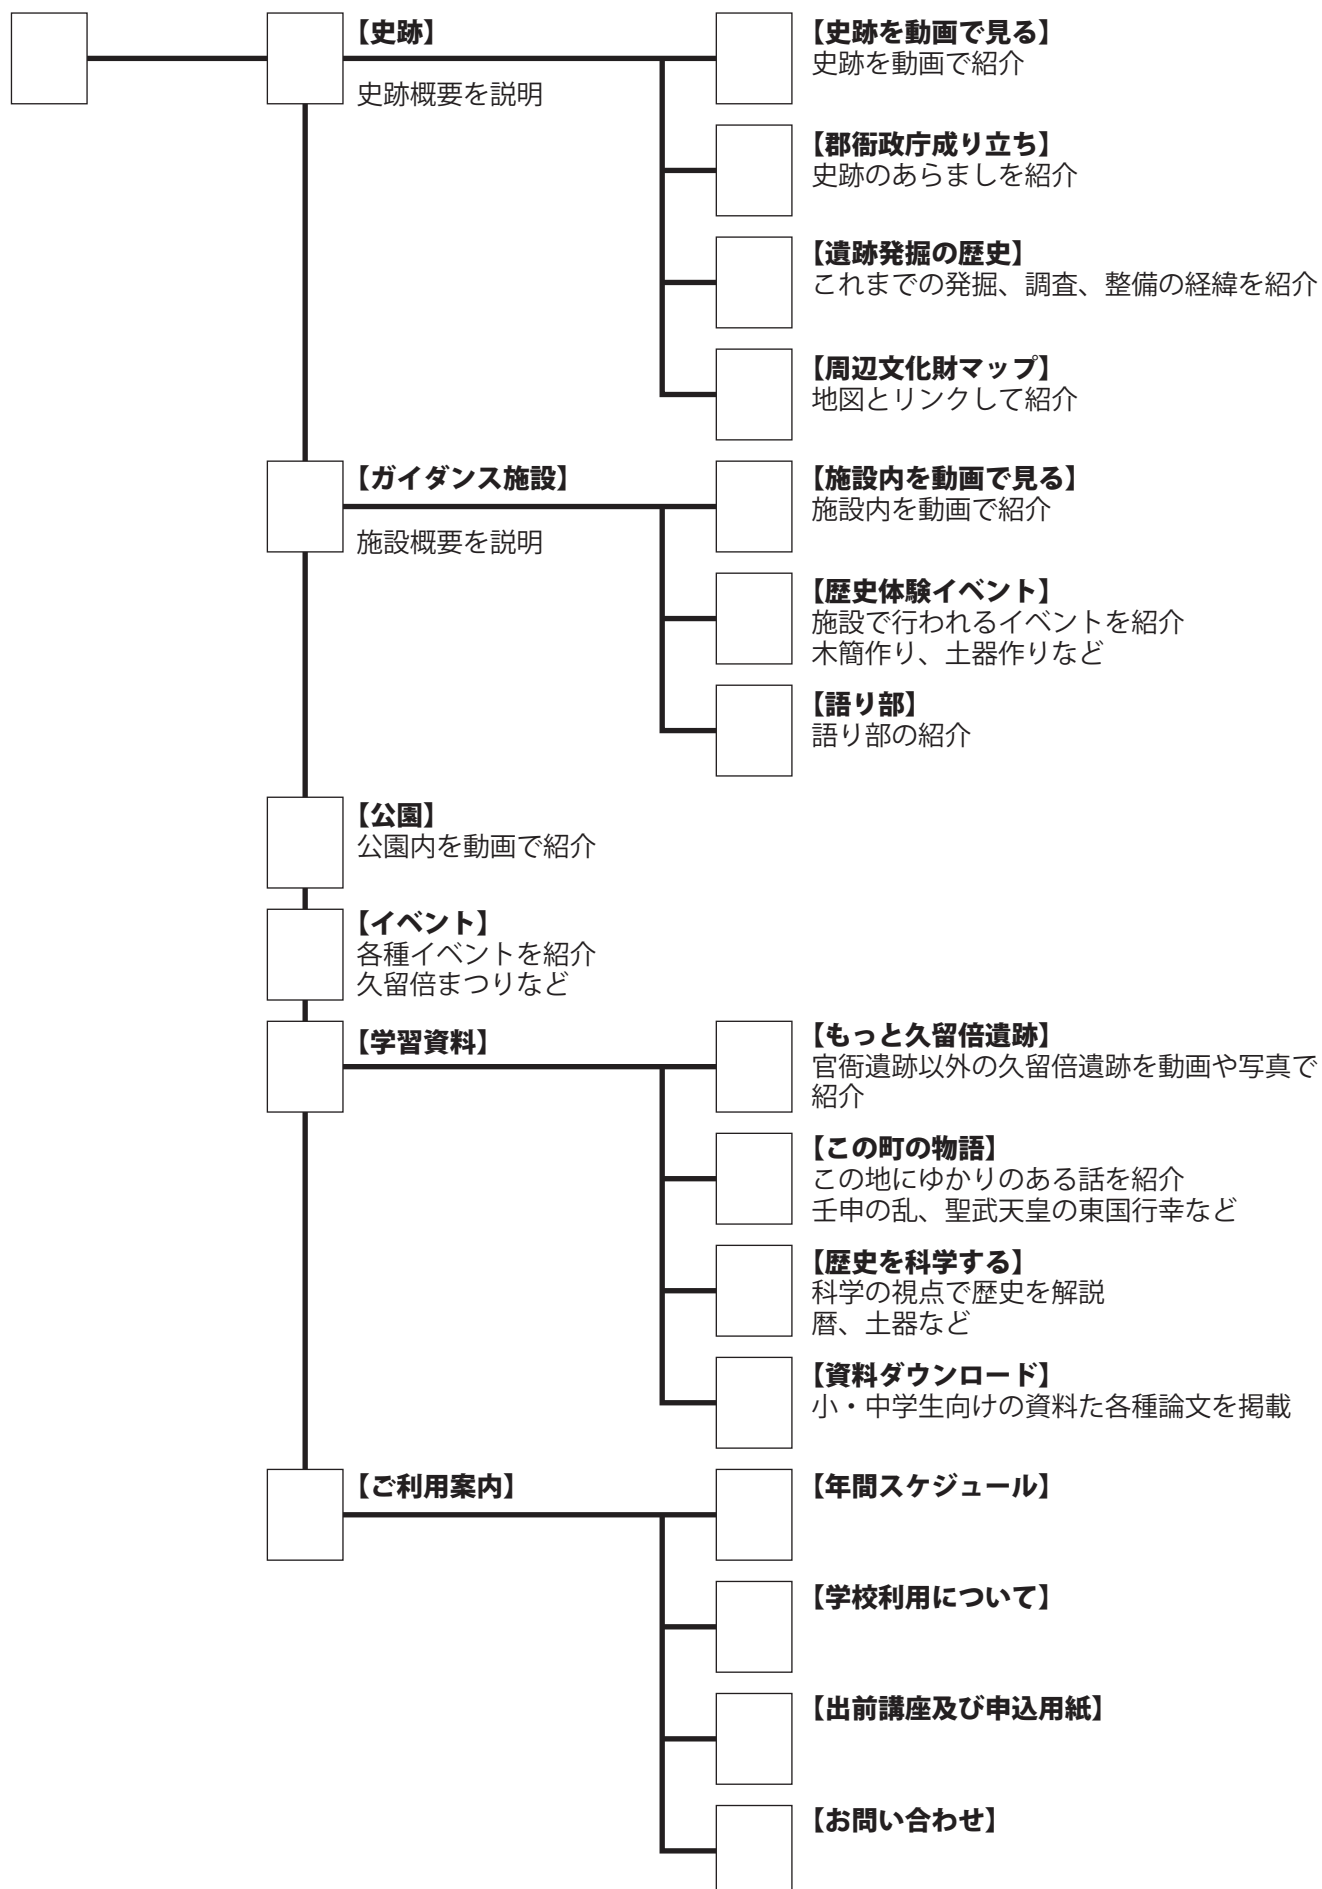 【史跡】
史跡概要を説明
【史跡を動画で見る】
史跡を動画で紹介
【郡衙政庁成り立ち】
史跡のあらましを紹介
【遺跡発掘の歴史】
これまでの発掘、調査、整備の経緯を紹介
【周辺文化財マップ】
地図とリンクして紹介
【ガイダンス施設】
施設概要を説明
【施設内を動画で見る】
施設内を動画で紹介
【歴史体験イベント】
施設で行われるイベントを紹介
木簡作り、土器作りなど
【語り部】
語り部の紹介
【公園】
公園内を動画で紹介
【イベント】
各種イベントを紹介
久留倍まつりなど
【学習資料】
【もっと久留倍遺跡】
官衙遺跡以外の久留倍遺跡を動画や写真で
紹介
【この町の物語】
この地にゆかりのある話を紹介
壬申の乱、聖武天皇の東国行幸など
【歴史を科学する】
科学の視点で歴史を解説
暦、土器など
【資料ダウンロード】
小・中学生向けの資料た各種論文を掲載
【ご利用案内】
【年間スケジュール】
【学校利用について】
【出前講座及び申込用紙】
【お問い合わせ】